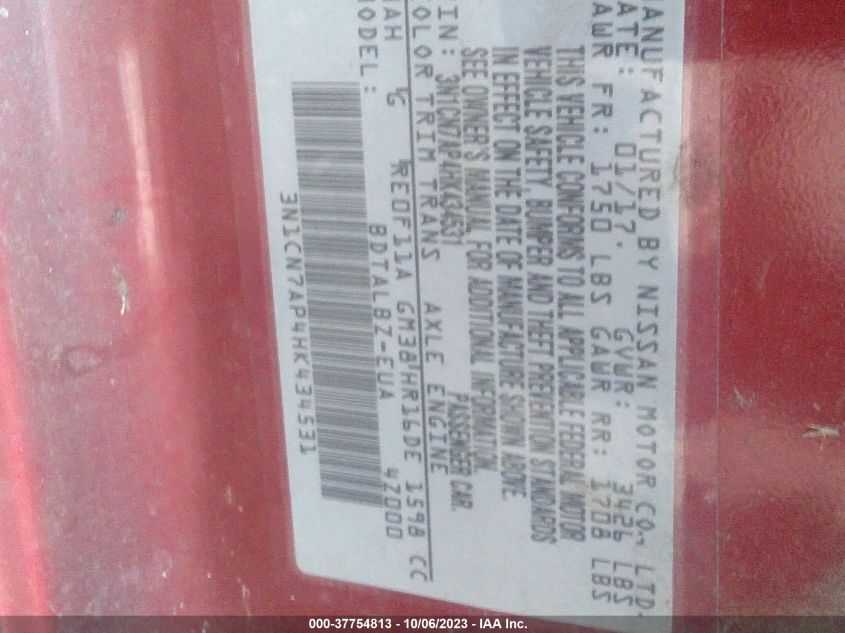 MANUFACTURED BY NISSAN MOTOR CO., LTD.
DATE: 01/17. GVWR: 3426 LBS
GAWR FR: 1750 LBS GAWR RR: 1708 LBS
THIS VEHICLE CONFORMS TO ALL APPLICABLE FEDERAL MOTOR
VEHICLE SAFETY, BUMPER AND THEFT PREVENTION STANDARDS
IN EFFECT ON THE DATE OF MANUFACTURE SHOWN ABOVE.
SEE OWNER'S MANUAL FOR ADDITIONAL INFORMATION.
VIN: 3N1CN7AP4HK434531 PASSENGER CAR.
COLOR TRIM TRANS AXLE ENGINE
NAH G RE0F11A GM38 HR16DE 1598 CC
MODEL: BDTALBZ-EUA 4Z000
3N1CN7AP4HK434531
000-37754813 - 10/06/2023 - IAA Inc.